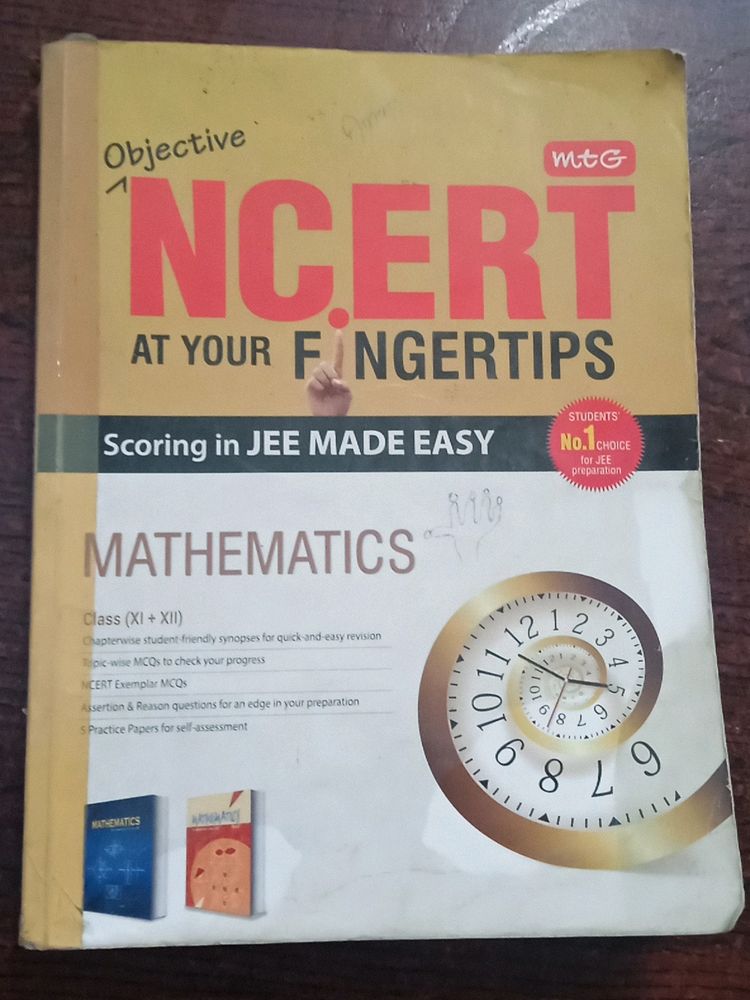 Objective
mtG
NCERT
AT YOUR FINGERTIPS
Scoring in JEE MADE EASY
STUDENTS'
No.1 CHOICE
for JEE
preparation
MATHEMATICS
Class (XI + XII)
Chapterwise student-friendly synopses for quick-and-easy revision
Topic-wise MCQs to check your progress
NCERT Exemplar MCQs
Assertion & Reason questions for an edge in your preparation
5 Practice Papers for self-assessment
12 1 2 3 4 5 6 7 8 9 10 11
MATHEMATICS
MATHEMATICS